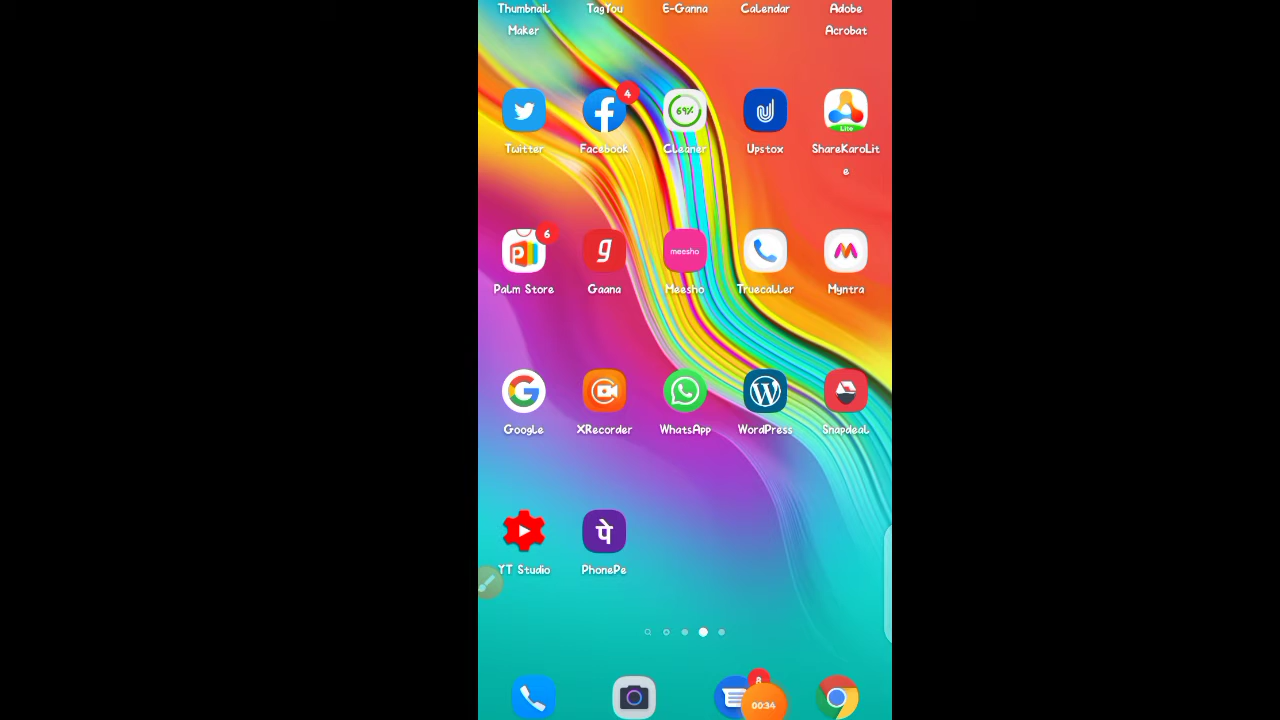 Thumbnail TagYou E-Ganna Calendar Adobe
Maker Acrobat
4
69%
Twitter Facebook Cleaner Upstox ShareKaroLit
e
Lite
6
P g meesho
Palm Store Gaana Meesho Truecaller Myntra
Google XRecorder WhatsApp WordPress Snapdeal
पे
YT Studio PhonePe
8
00:34